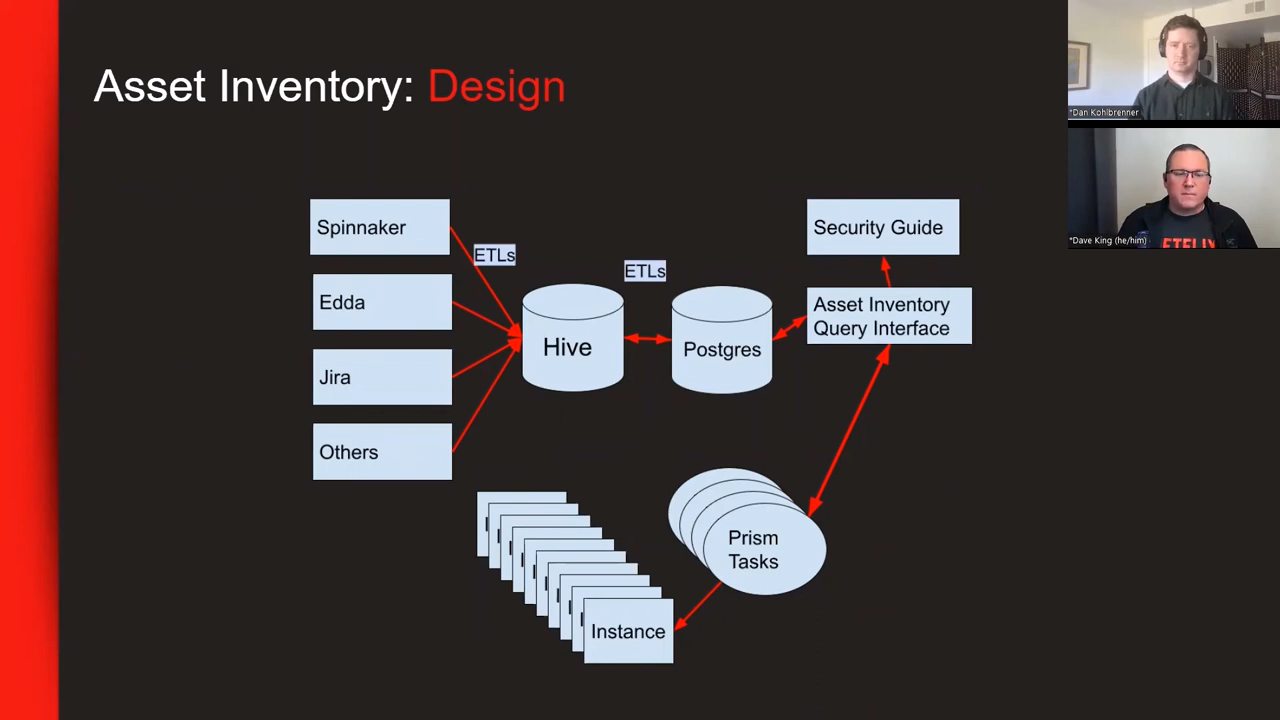 Asset Inventory: Design
*Dan Kohlbrenner
*Dave King (he/him)
ETFLIX
Spinnaker
Edda
Jira
Others
ETLs
ETLs
Hive
Postgres
Security Guide
Asset Inventory
Query Interface
Prism
Tasks
Instance